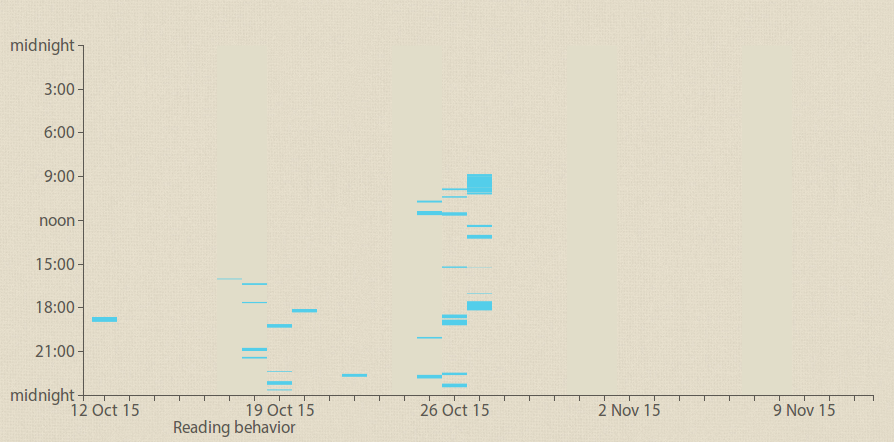 midnight
3:00
6:00
9:00
noon
15:00
18:00
21:00
midnight
12 Oct 15 19 Oct 15 26 Oct 15 2 Nov 15 9 Nov 15
Reading behavior